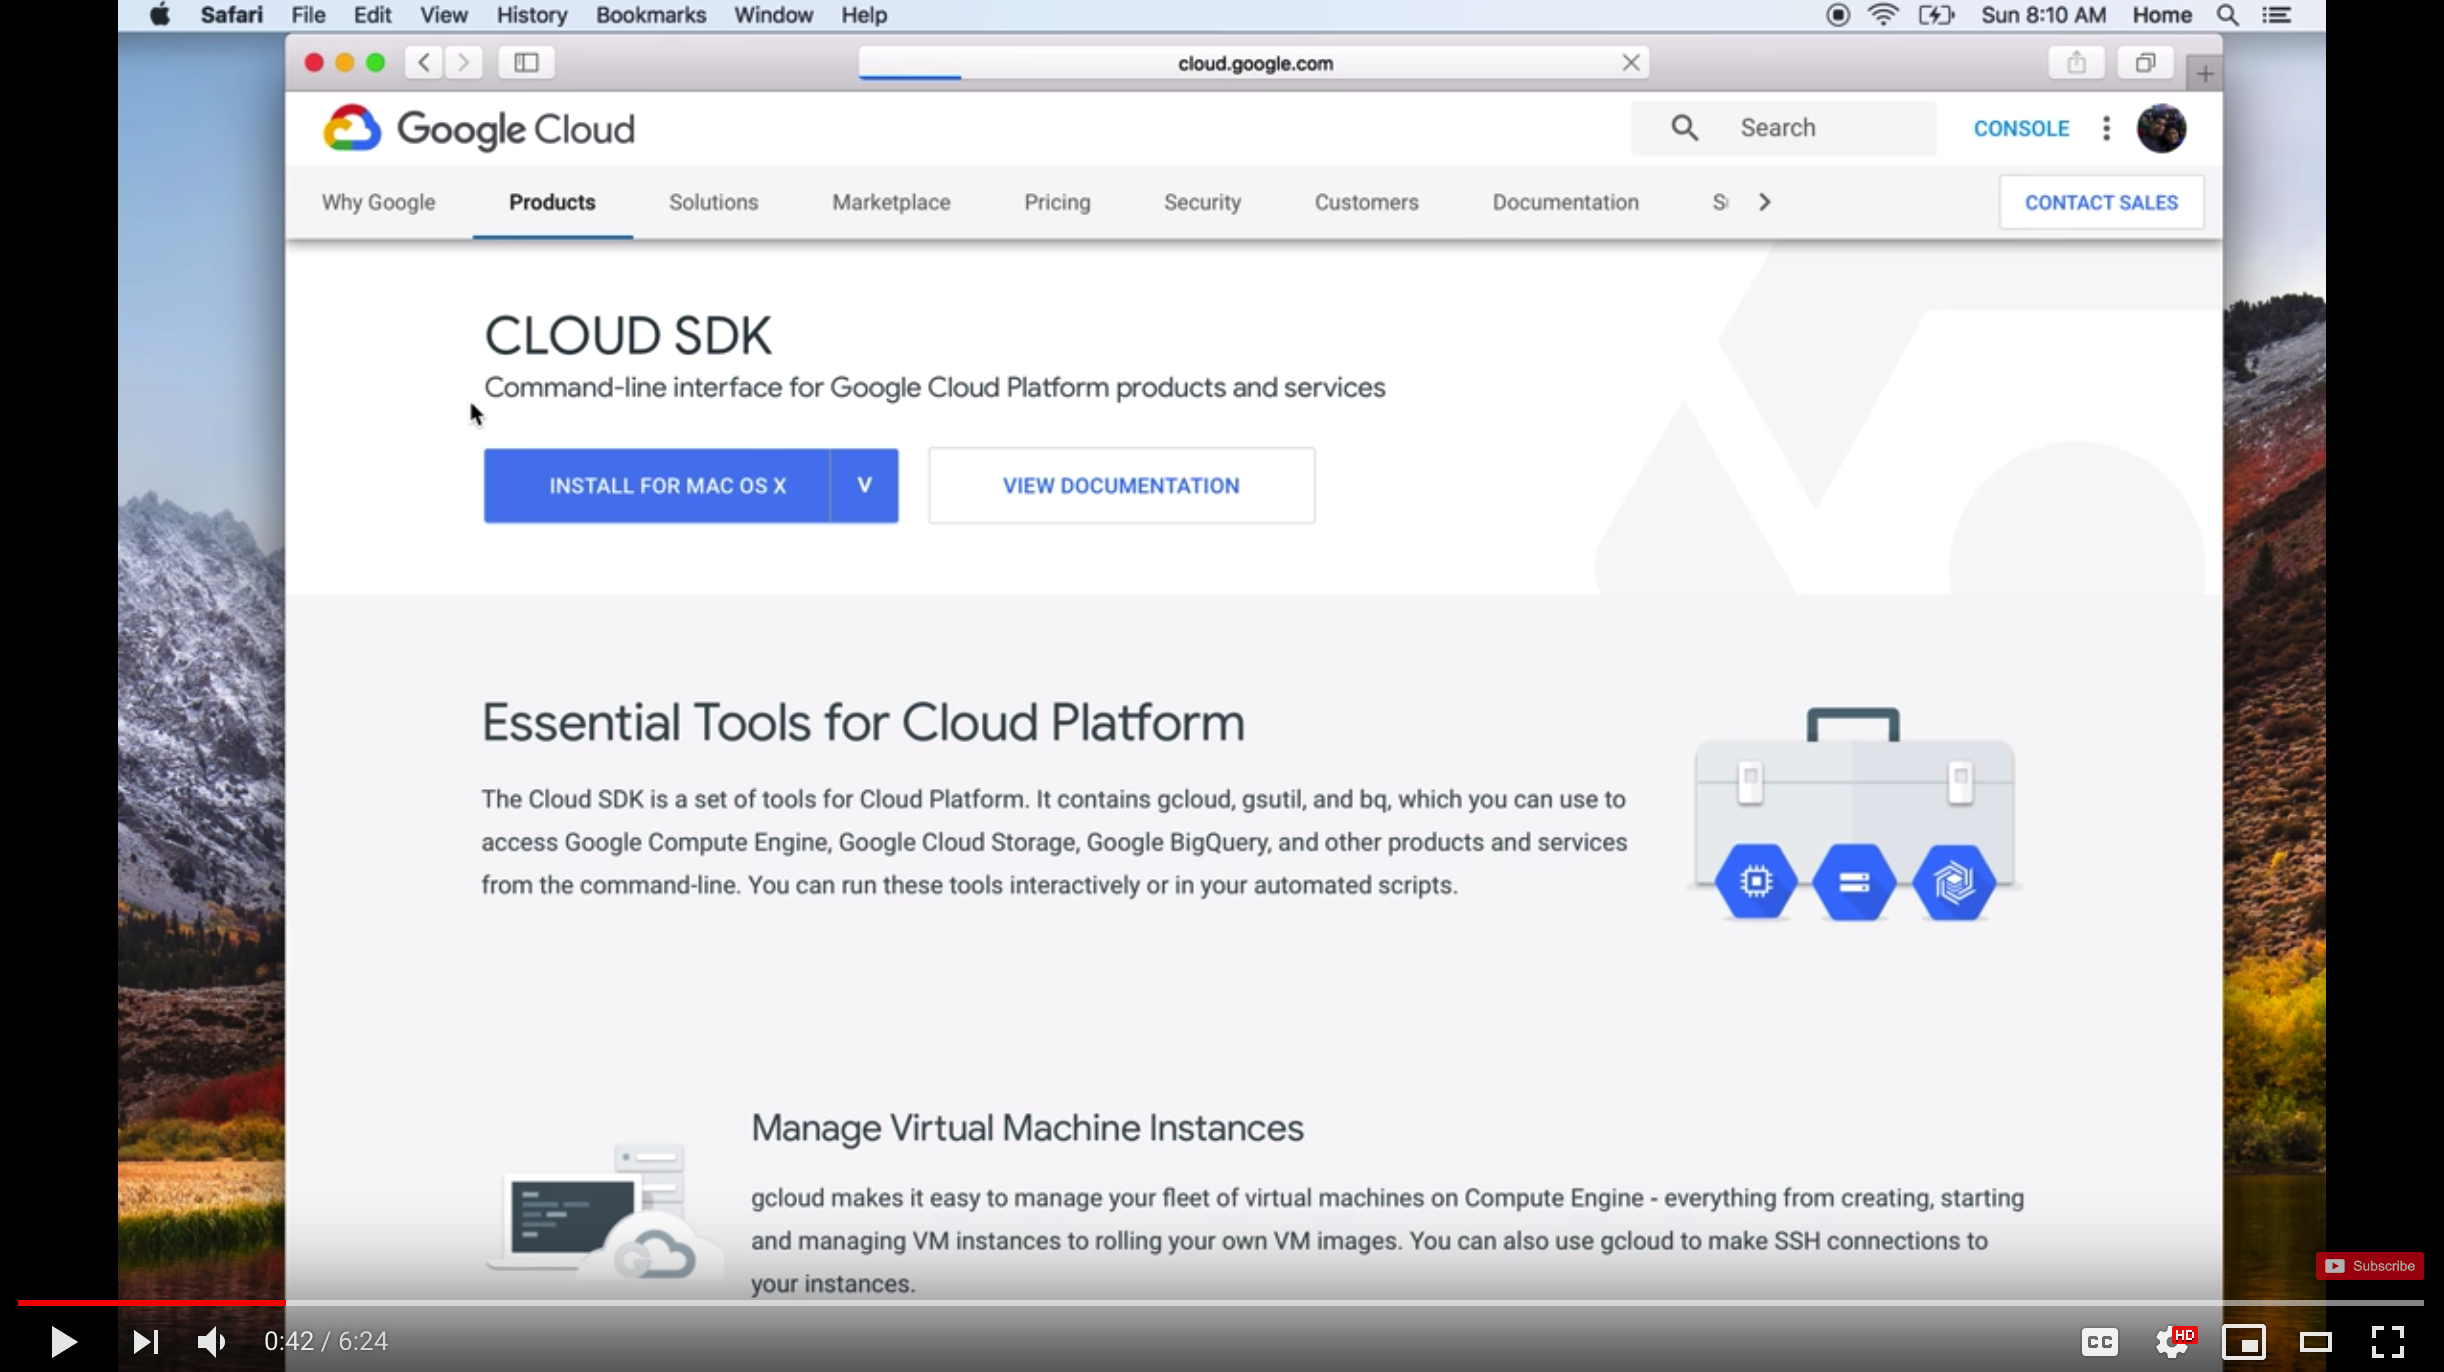 Safari File Edit View History Bookmarks Window Help Sun 8:10 AM Home
cloud.google.com
Google Cloud Search CONSOLE
Why Google Products Solutions Marketplace Pricing Security Customers Documentation CONTACT SALES
CLOUD SDK
Command-line interface for Google Cloud Platform products and services
INSTALL FOR MAC OS X V VIEW DOCUMENTATION
Essential Tools for Cloud Platform
The Cloud SDK is a set of tools for Cloud Platform. It contains gcloud, gsutil, and bq, which you can use to
access Google Compute Engine, Google Cloud Storage, Google BigQuery, and other products and services
from the command-line. You can run these tools interactively or in your automated scripts.
Manage Virtual Machine Instances
gcloud makes it easy to manage your fleet of virtual machines on Compute Engine - everything from creating, starting
and managing VM instances to rolling your own VM images. You can also use gcloud to make SSH connections to
your instances.
Subscribe
0:42 / 6:24 CC HD